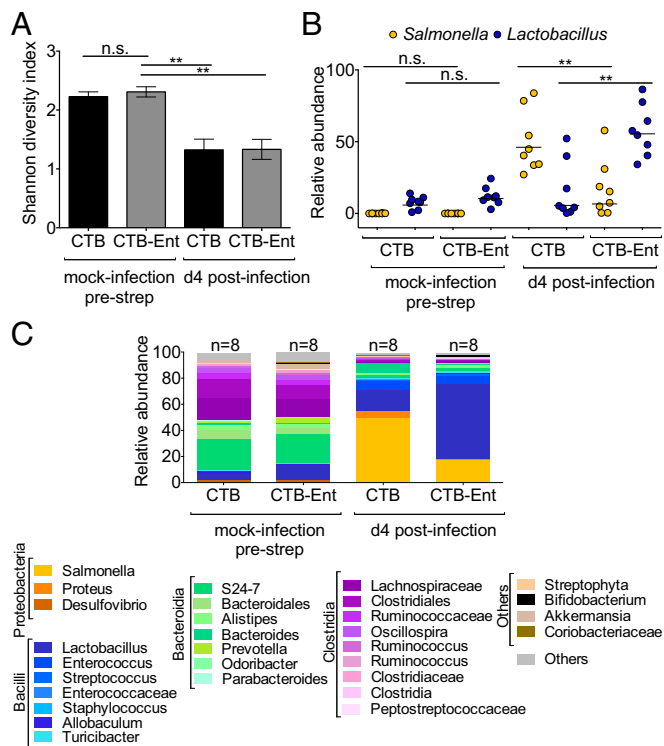 A
n.s.
**
**
Shannon diversity index
3
2
1
0
CTB
CTB-Ent
CTB
CTB-Ent
mock-infection
pre-strep
d4 post-infection
B
Salmonella
Lactobacillus
n.s.
n.s.
**
**
Relative abundance
100
50
0
CTB
CTB-Ent
CTB
CTB-Ent
mock-infection
pre-strep
d4 post-infection
C
n=8
n=8
n=8
n=8
Relative abundance
100
80
60
40
20
0
CTB
CTB-Ent
CTB
CTB-Ent
mock-infection
pre-strep
d4 post-infection
Proteobacteria
Salmonella
Proteus
Desulfovibrio
Bacilli
Lactobacillus
Enterococcus
Streptococcus
Enterococcaceae
Staphylococcus
Allobaculum
Turicibacter
Bacteroidia
S24-7
Bacteroidales
Alistipes
Bacteroides
Prevotella
Odoribacter
Parabacteroides
Clostridia
Lachnospiraceae
Clostridiales
Ruminococcaceae
Oscillospira
Ruminococcus
Ruminococcus
Clostridiaceae
Clostridia
Peptostreptococcaceae
Others
Streptophyta
Bifidobacterium
Akkermansia
Coriobacteriaceae
Others